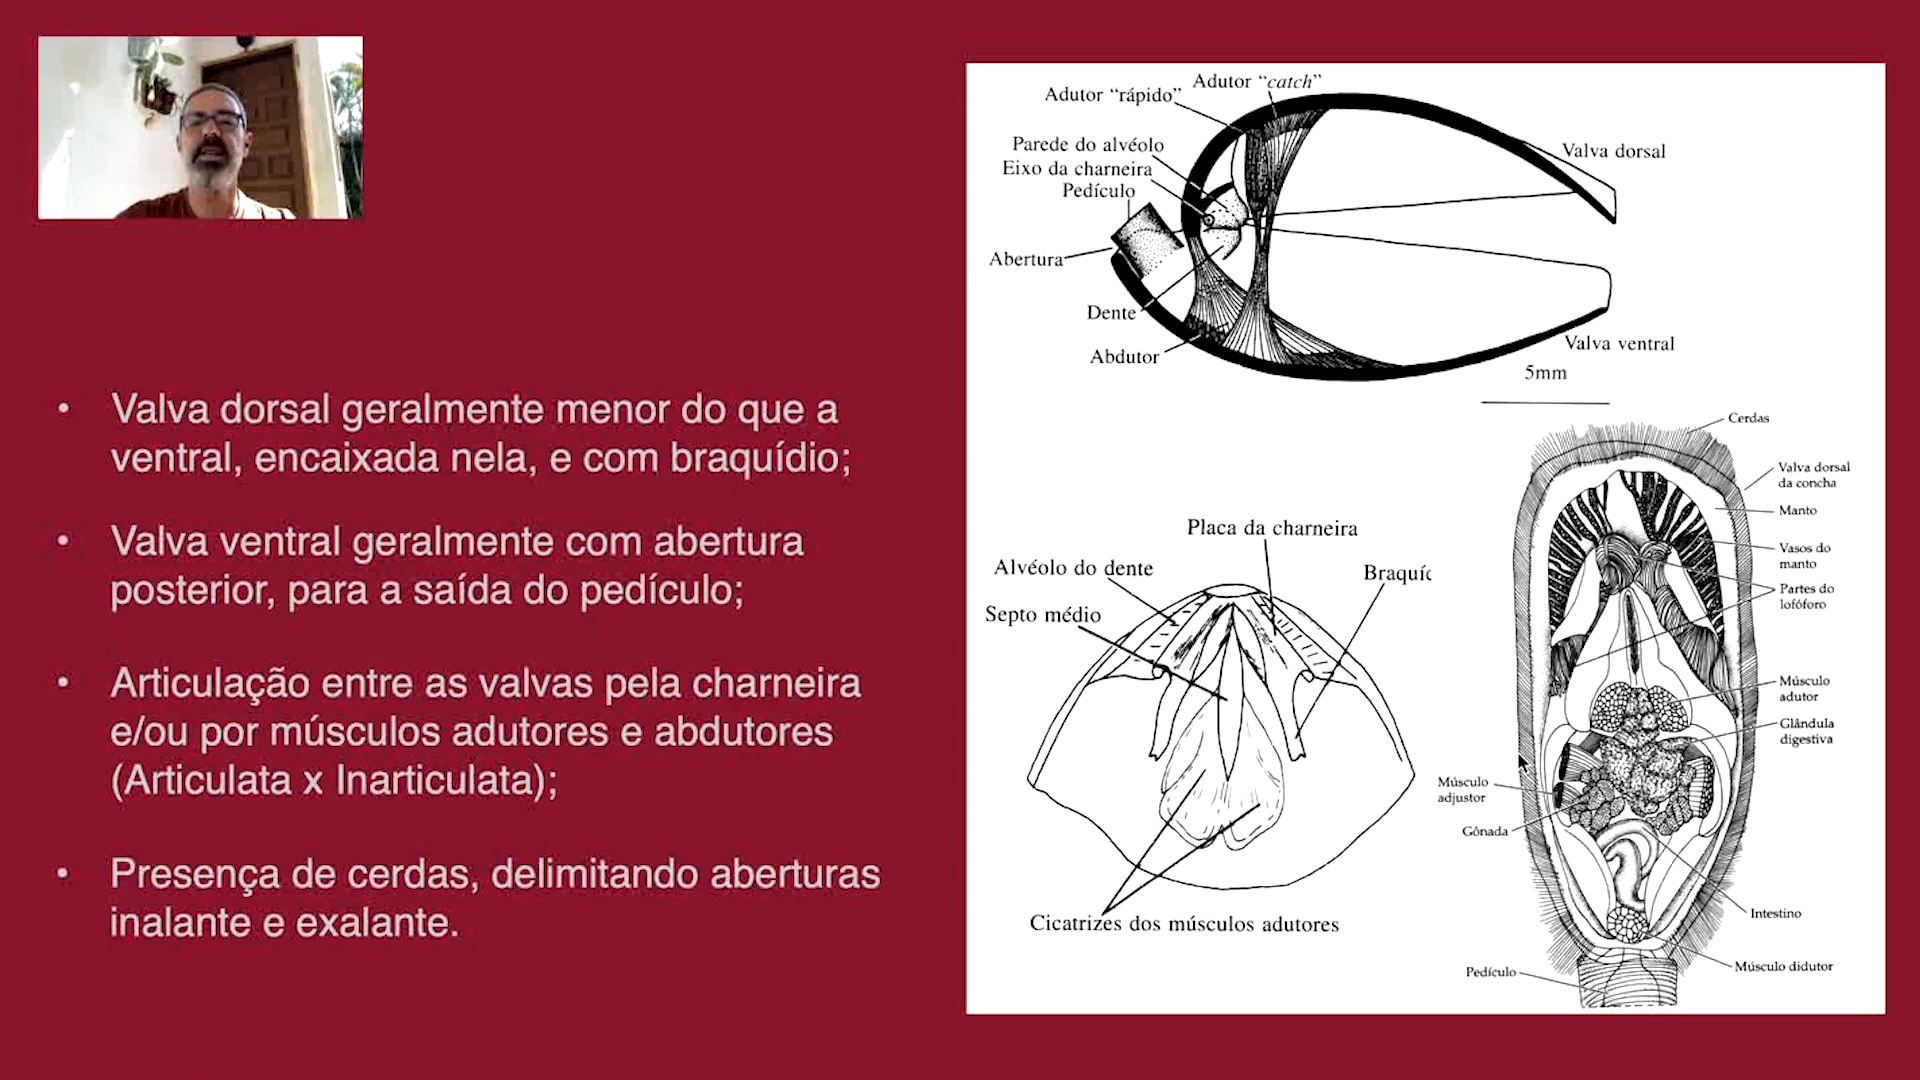 • Valva dorsal geralmente menor do que a
ventral, encaixada nela, e com braquídio;
• Valva ventral geralmente com abertura
posterior, para a saída do pedículo;
• Articulação entre as valvas pela charneira
e/ou por músculos adutores e abdutores
(Articulata x Inarticulata);
• Presença de cerdas, delimitando aberturas
inalante e exalante.
Adutor “catch”
Adutor “rápido”
Parede do alvéolo
Eixo da charneira
Pedículo
Abertura
Dente
Abdutor
Valva dorsal
Valva ventral
5mm
Placa da charneira
Alvéolo do dente
Braquíc
Septo médio
Cicatrizes dos músculos adutores
Cerdas
Valva dorsal
da concha
Manto
Vasos do
manto
Partes do
lofóforo
Músculo
adutor
Glândula
digestiva
Músculo
adjustor
Gônada
Intestino
Músculo didutor
Pedículo